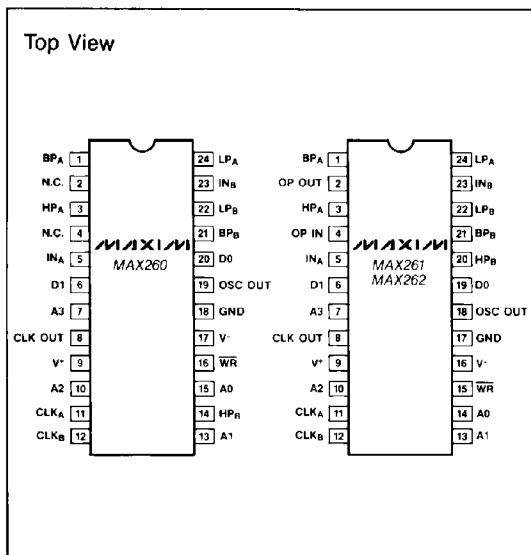 Top View
BPA 1
N.C. 2
HPA 3
N.C. 4
INA 5
D1 6
A3 7
CLK OUT 8
V+ 9
A2 10
CLKA 11
CLKB 12
MAXIM
MAX260
24 LPA
23 INB
22 LPB
21 BPB
20 D0
19 OSC OUT
18 GND
17 V-
16 W̅R̅
15 A0
14 HPB
13 A1
BPA 1
OP OUT 2
HPA 3
OP IN 4
INA 5
D1 6
A3 7
CLK OUT 8
V+ 9
A2 10
CLKA 11
CLKB 12
MAXIM
MAX261
MAX262
24 LPA
23 INB
22 LPB
21 BPB
20 HPB
19 D0
18 OSC OUT
17 GND
16 V-
15 W̅R̅
14 A0
13 A1